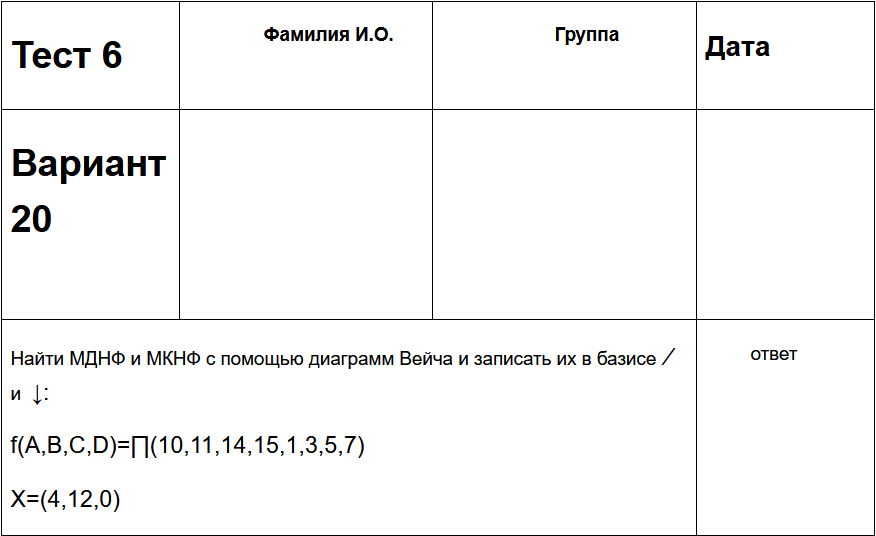 Тест 6
Фамилия И.О.
Группа
Дата
Вариант
20
Найти МДНФ и МКНФ с помощью диаграмм Вейча и записать их в базисе ∕
и ↓:
f(A,B,C,D)=∏(10,11,14,15,1,3,5,7)
X=(4,12,0)
ответ